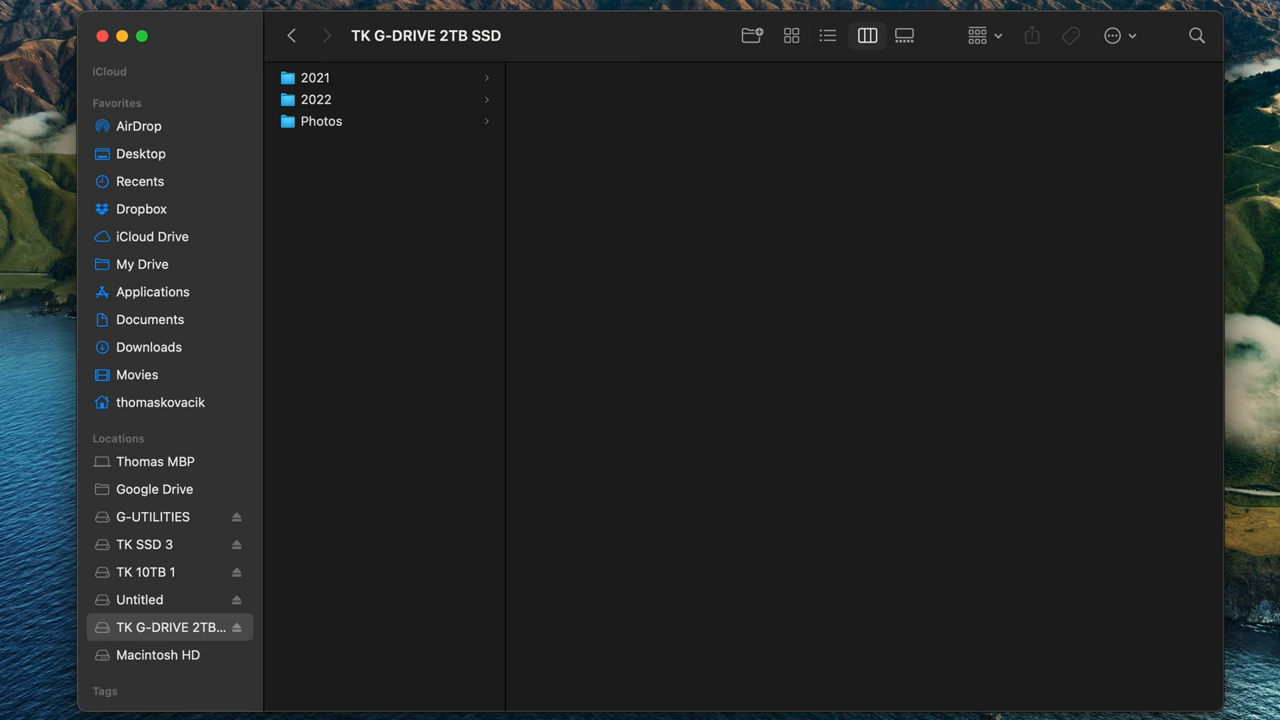 TK G-DRIVE 2TB SSD
iCloud
Favorites
AirDrop
Desktop
Recents
Dropbox
iCloud Drive
My Drive
Applications
Documents
Downloads
Movies
thomaskovacik
Locations
Thomas MBP
Google Drive
G-UTILITIES
TK SSD 3
TK 10TB 1
Untitled
TK G-DRIVE 2TB...
Macintosh HD
Tags
2021
2022
Photos